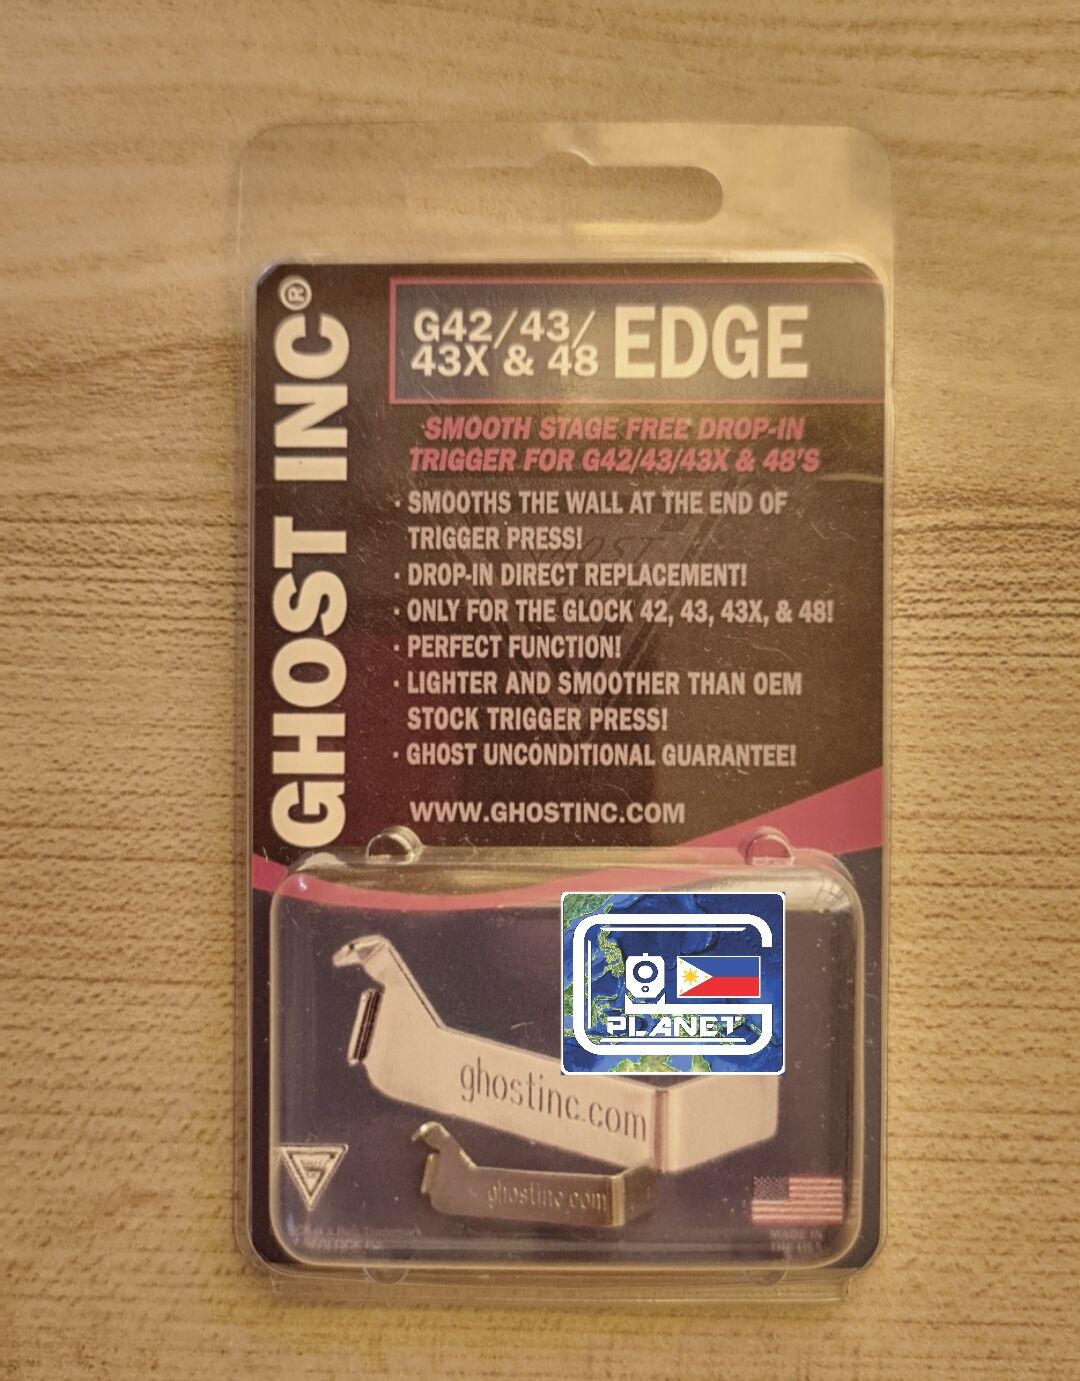 GHOST INC®
G42/43/
43X & 48 EDGE
SMOOTH STAGE FREE DROP-IN
TRIGGER FOR G42/43/43X & 48'S
· SMOOTHS THE WALL AT THE END OF
TRIGGER PRESS!
· DROP-IN DIRECT REPLACEMENT!
· ONLY FOR THE GLOCK 42, 43, 43X, & 48!
· PERFECT FUNCTION!
· LIGHTER AND SMOOTHER THAN OEM
STOCK TRIGGER PRESS!
· GHOST UNCONDITIONAL GUARANTEE!
WWW.GHOSTINC.COM
PLANET
ghostinc.com
ghostinc.com
MADE IN
THE USA